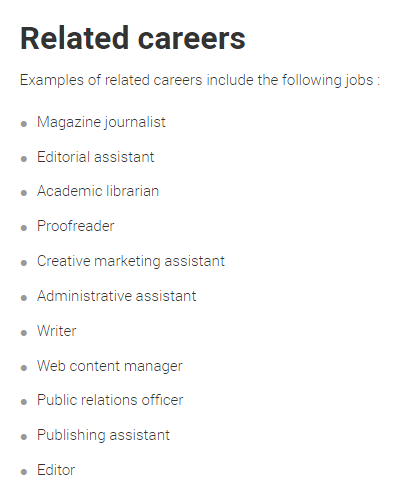 Related careers
Examples of related careers include the following jobs :
Magazine journalist
Editorial assistant
Academic librarian
Proofreader
Creative marketing assistant
Administrative assistant
Writer
Web content manager
Public relations officer
Publishing assistant
Editor